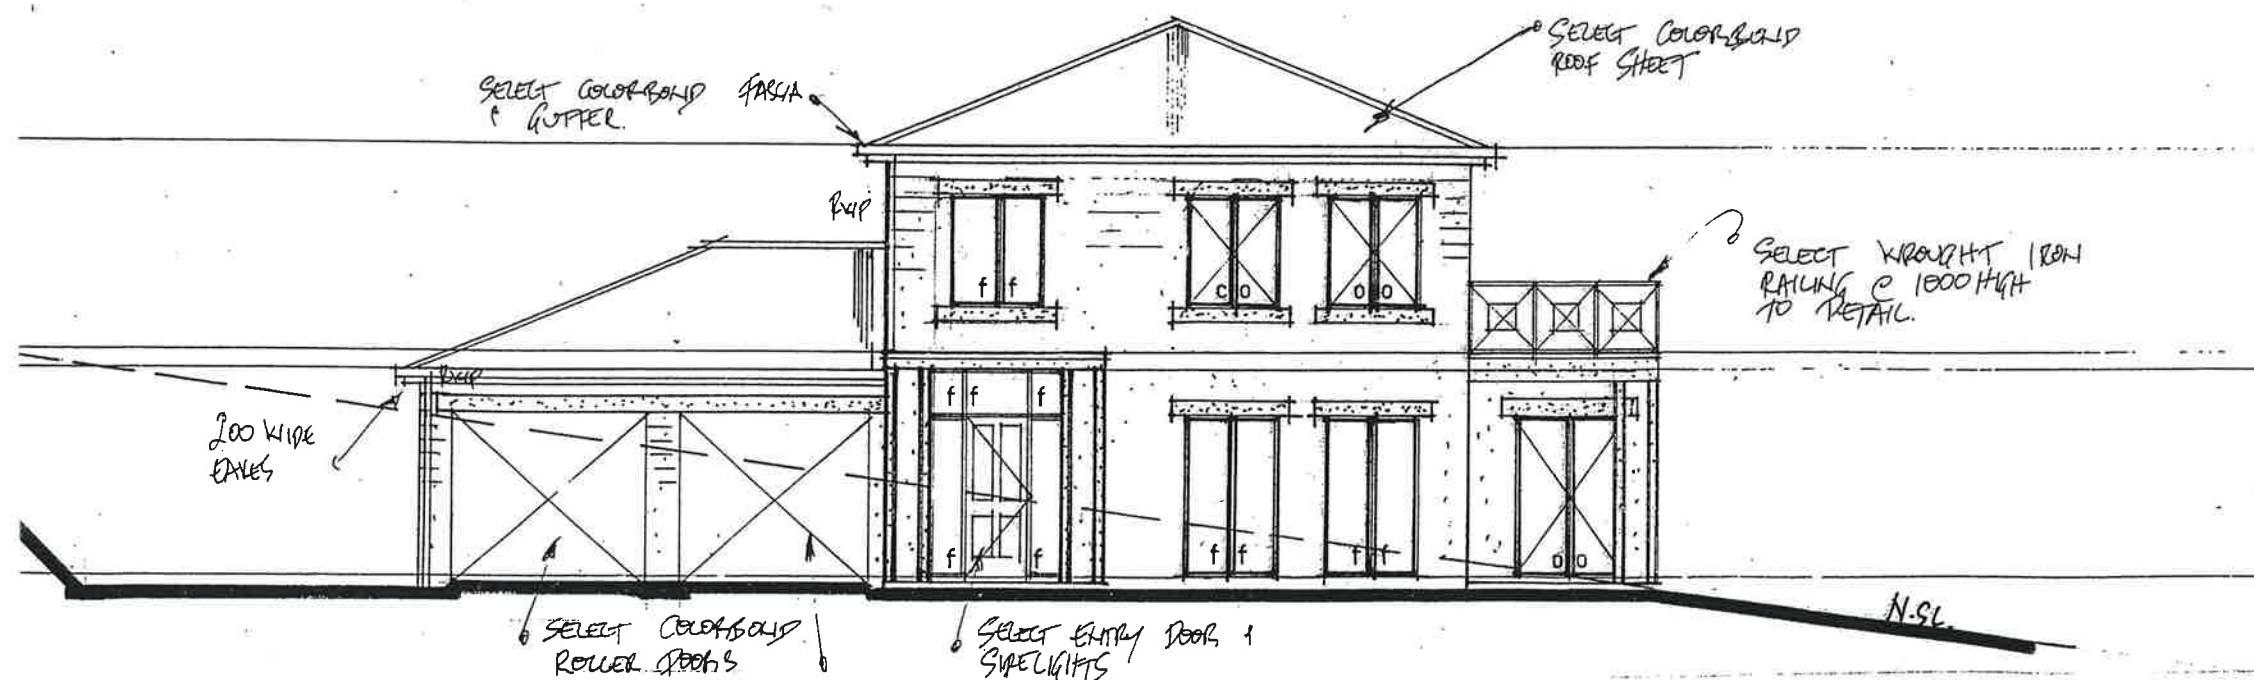 SELECT COLORBOND
ROOF SHEET
SELECT COLORBOND FASCIA
& GUTTER.
RWP
SELECT WROUGHT IRON
RAILING @ 1000 HIGH
TO DETAIL.
f f
C O
O O
RWP
200 WIDE
EAVES
f f f
f f
f f
f f
O O
N.S.L.
SELECT COLORBOND
ROLLER DOORS
SELECT ENTRY DOOR &
SIDELIGHTS